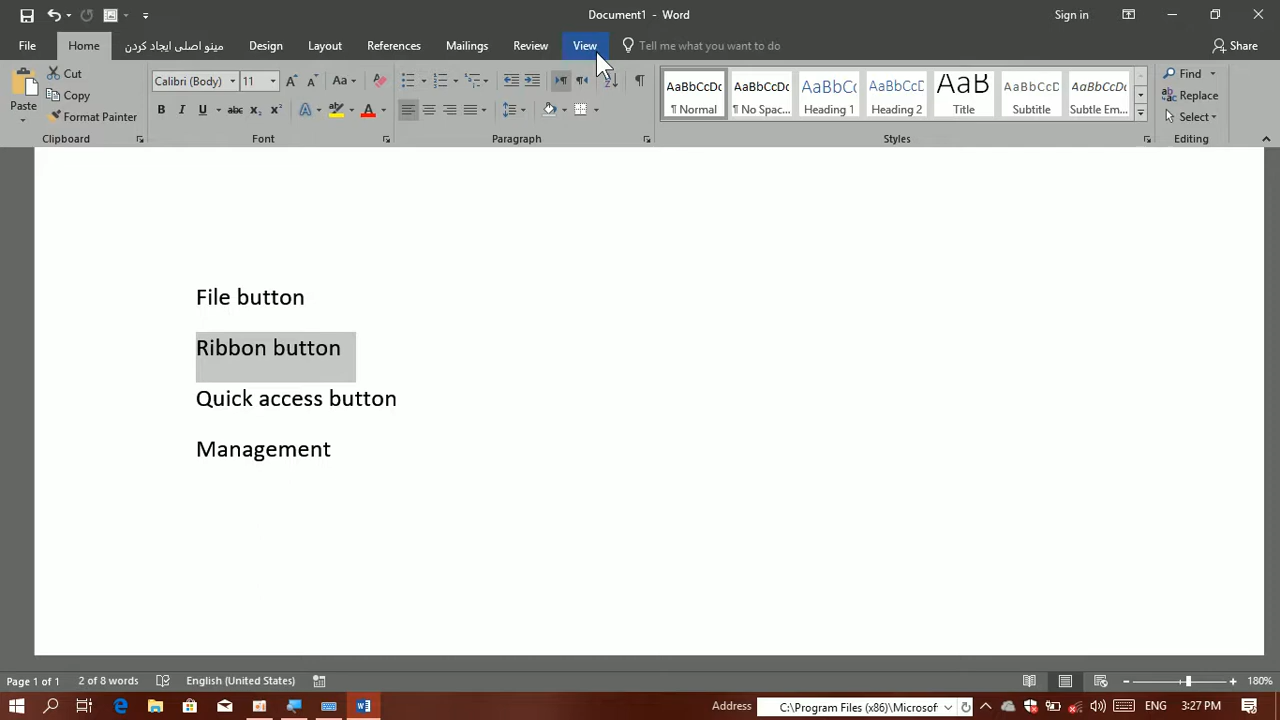 Document1 - Word
Sign in
File
Home
مینو اصلی ایجاد کردن
Design
Layout
References
Mailings
Review
View
Tell me what you want to do
Share
Paste
Cut
Copy
Format Painter
Clipboard
Calibri (Body)
11
Font
Paragraph
AaBbCcDc
¶ Normal
AaBbCcDc
¶ No Spac...
AaBbC
Heading 1
AaBbCcD
Heading 2
AaB
Title
AaBbCcD
Subtitle
AaBbCcDc
Subtle Em...
Styles
Find
Replace
Select
Editing
File button
Ribbon button
Quick access button
Management
Page 1 of 1
2 of 8 words
English (United States)
180%
Address
C:\Program Files (x86)\Microsof
ENG
3:27 PM